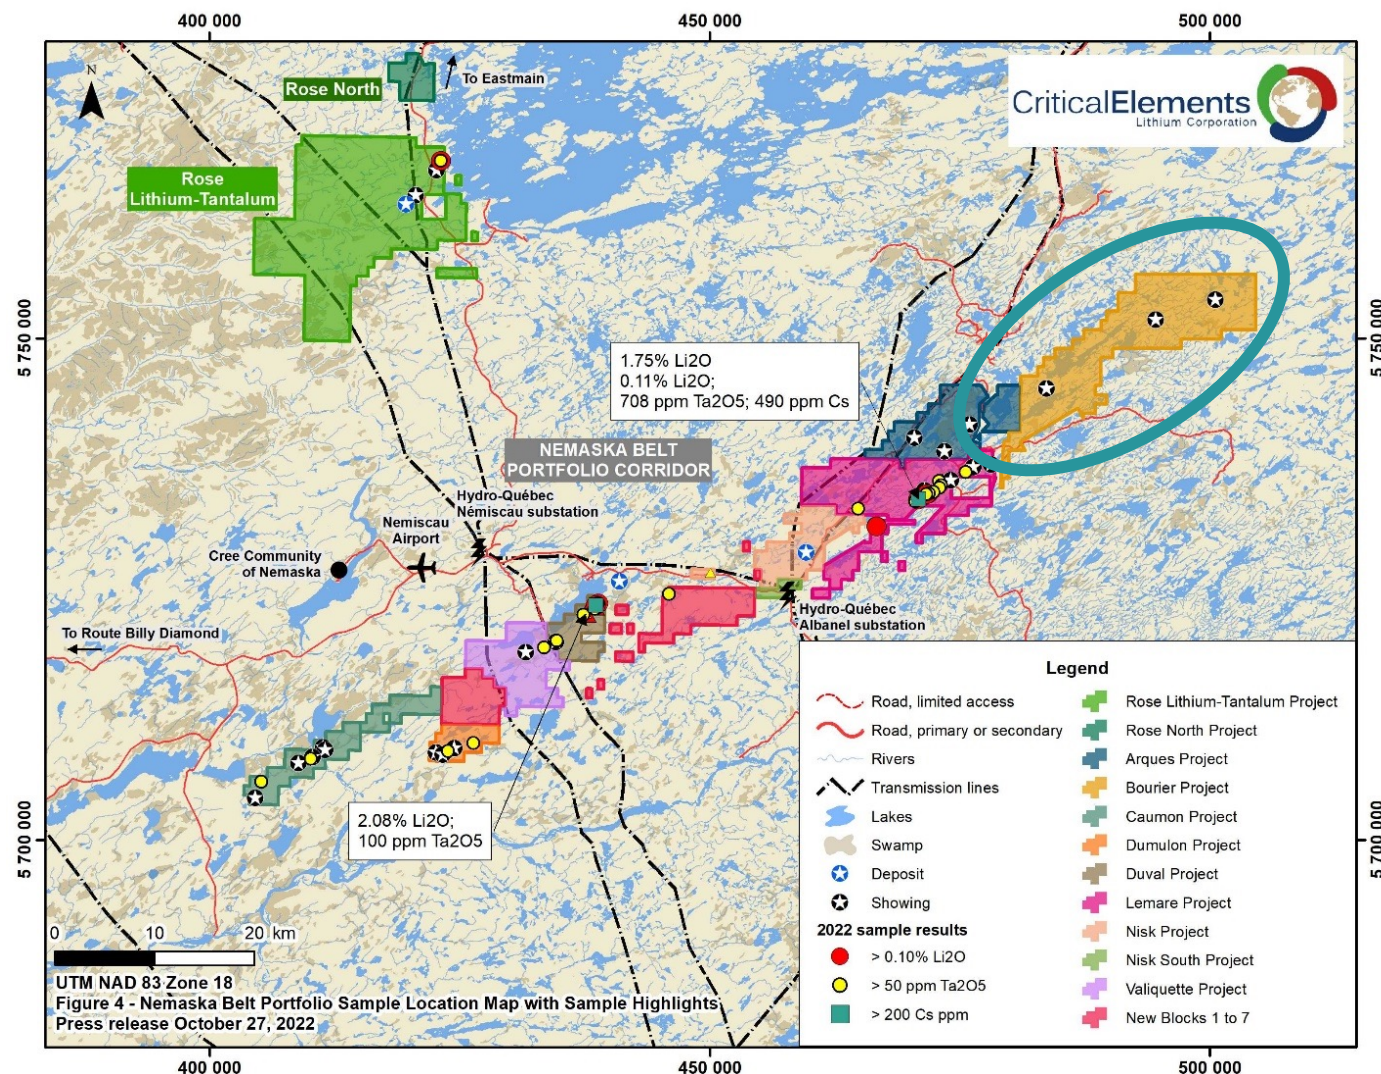 400 000
450 000
500 000
N
Rose North
To Eastmain
CriticalElements
Lithium Corporation
Rose
Lithium-Tantalum
5 750 000
5 750 000
1.75% Li2O
0.11% Li2O;
708 ppm Ta2O5; 490 ppm Cs
NEMASKA BELT
PORTFOLIO CORRIDOR
Hydro-Québec
Némiscau substation
Nemiscau
Airport
Cree Community
of Nemaska
To Route Billy Diamond
Hydro-Québec
Albanel substation
2.08% Li2O;
100 ppm Ta2O5
5 700 000
5 700 000
Legend
Road, limited access
Road, primary or secondary
Rivers
Transmission lines
Lakes
Swamp
Deposit
Showing
2022 sample results
> 0.10% Li2O
> 50 ppm Ta2O5
> 200 Cs ppm
Rose Lithium-Tantalum Project
Rose North Project
Arques Project
Bourier Project
Caumon Project
Dumulon Project
Duval Project
Lemare Project
Nisk Project
Nisk South Project
Valiquette Project
New Blocks 1 to 7
0 10 20 km
UTM NAD 83 Zone 18
Figure 4 - Nemaska Belt Portfolio Sample Location Map with Sample Highlights
Press release October 27, 2022
400 000
450 000
500 000